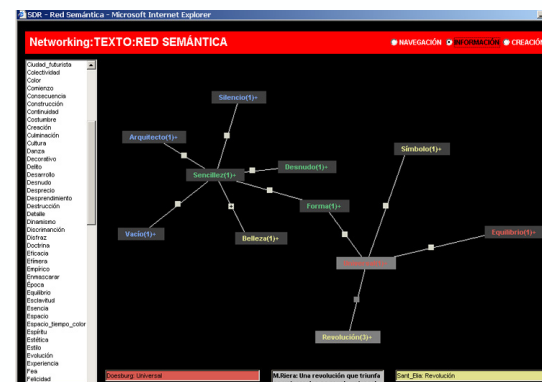 SDR - Red Semántica - Microsoft Internet Explorer
Networking:TEXTO:RED SEMÁNTICA
NAVEGACIÓN
INFORMACIÓN
CREACIÓN
Ciudad_futurista
Colectividad
Color
Comienzo
Consecuencia
Construcción
Continuidad
Costumbre
Creación
Culminación
Cultura
Danza
Decorativo
Delito
Desarrollo
Desnudo
Desprecio
Desprendimiento
Destrucción
Detalle
Dinamismo
Discriminación
Disfraz
Doctrina
Eficacia
Efímera
Empírico
Enmascarar
Época
Equilibrio
Esclavitud
Esencia
Espacio
Espacio_tiempo_color
Espíritu
Estética
Estilo
Evolución
Experiencia
Fea
Felicidad
Silencio(1)+
Arquitecto(1)+
Símbolo(1)+
Desnudo(1)+
Sencillez(1)+
Forma(1)+
Vacío(1)+
Belleza(1)+
Equilibrio(1)+
Revolución(3)+
Doesburg: Universal
M.Riera: Una revolución que triunfa
Sant_Elia: Revolución